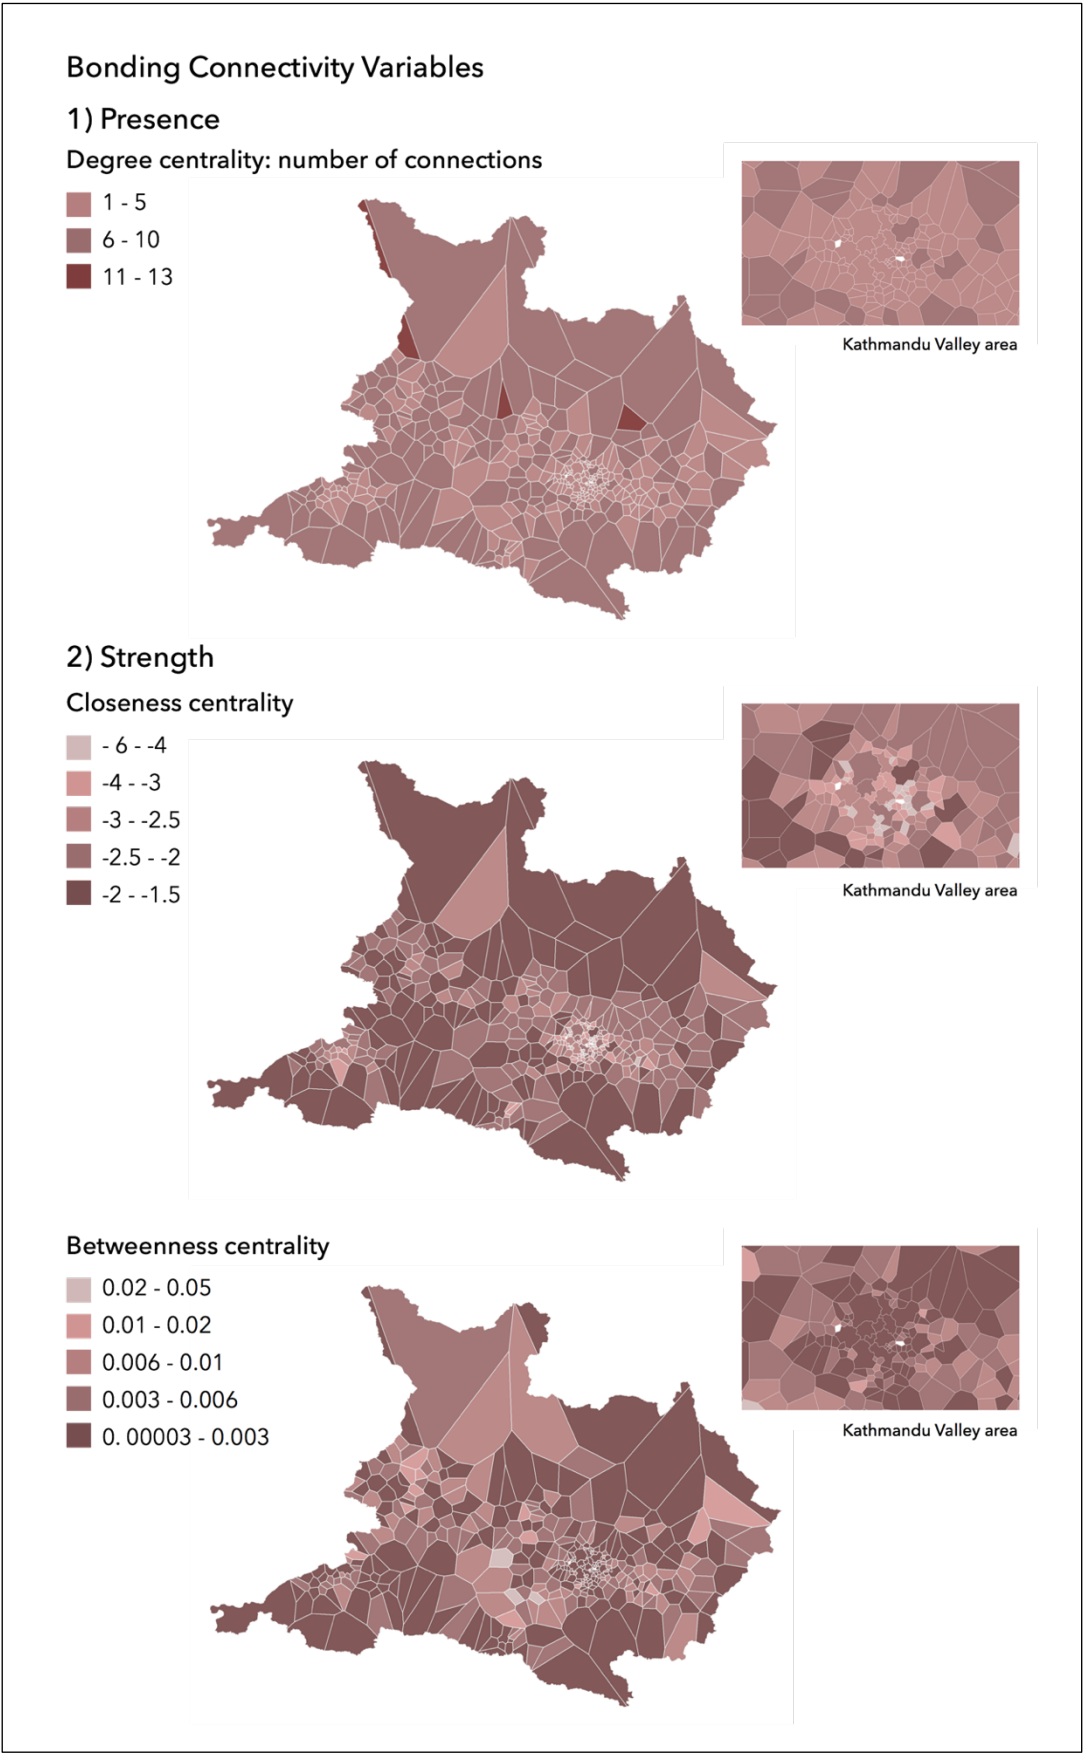 Bonding Connectivity Variables
1) Presence
Degree centrality: number of connections
1 - 5
6 - 10
11 - 13
Kathmandu Valley area
2) Strength
Closeness centrality
- 6 - -4
-4 - -3
-3 - -2.5
-2.5 - -2
-2 - -1.5
Kathmandu Valley area
Betweenness centrality
0.02 - 0.05
0.01 - 0.02
0.006 - 0.01
0.003 - 0.006
0. 00003 - 0.003
Kathmandu Valley area